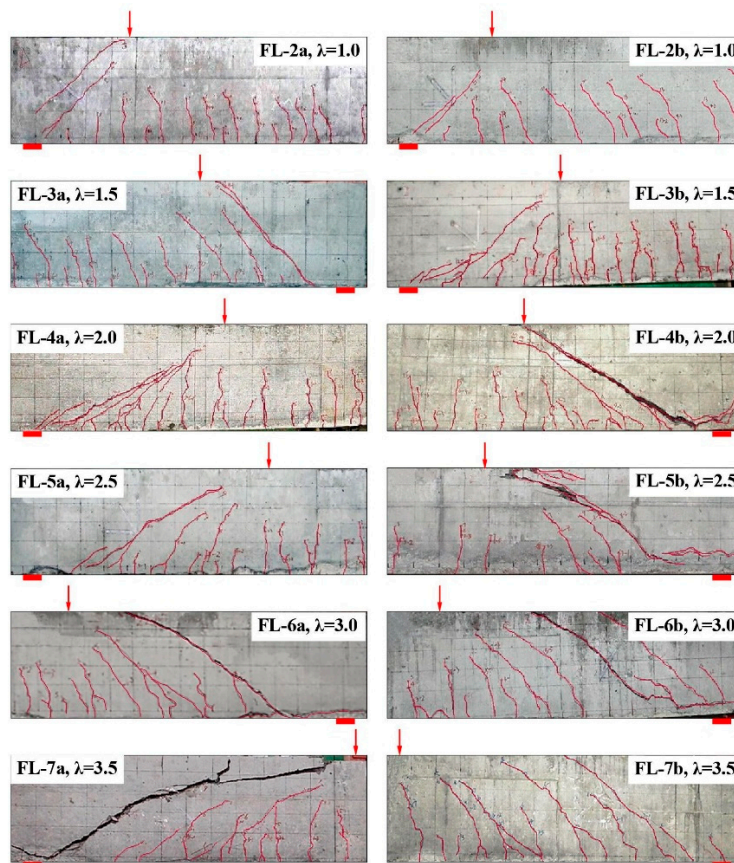 FL-2a, λ=1.0
FL-2b, λ=1.0
FL-3a, λ=1.5
FL-3b, λ=1.5
FL-4a, λ=2.0
FL-4b, λ=2.0
FL-5a, λ=2.5
FL-5b, λ=2.5
FL-6a, λ=3.0
FL-6b, λ=3.0
FL-7a, λ=3.5
FL-7b, λ=3.5